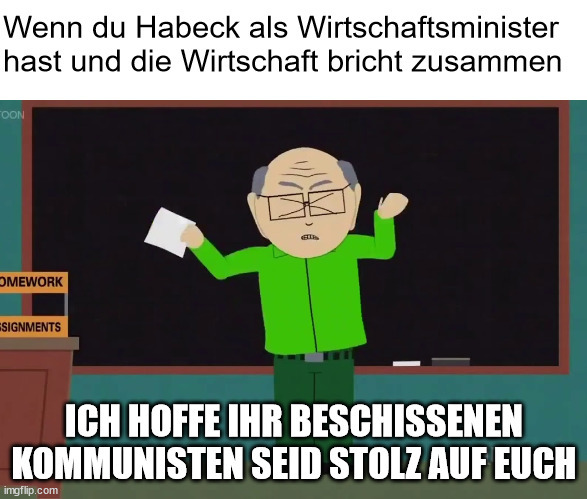 Wenn du Habeck als Wirtschaftsminister
hast und die Wirtschaft bricht zusammen
TOON
OMEWORK
SSIGNMENTS
ICH HOFFE IHR BESCHISSENEN
KOMMUNISTEN SEID STOLZ AUF EUCH
imgflip.com